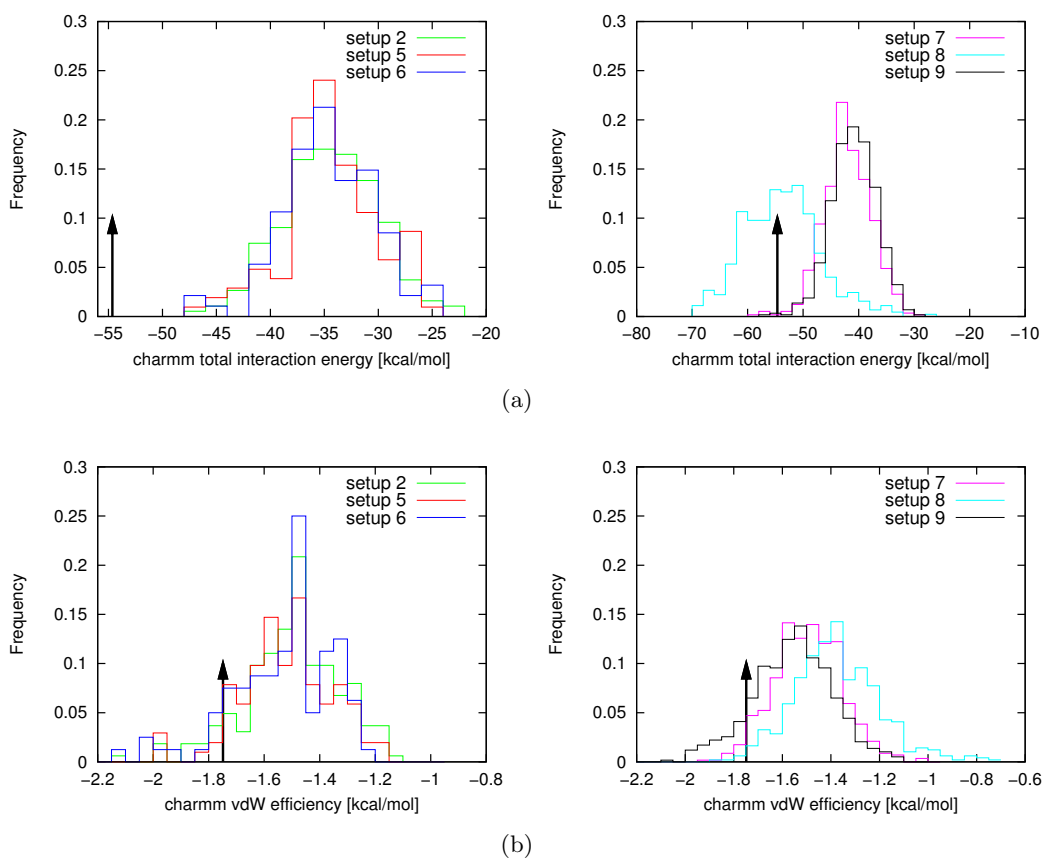 0.3
0.25
0.2
0.15
0.1
0.05
0
Frequency
setup 2
setup 5
setup 6
−55 −50 −45 −40 −35 −30 −25 −20
charmm total interaction energy [kcal/mol]
0.3
0.25
0.2
0.15
0.1
0.05
0
Frequency
setup 7
setup 8
setup 9
−80 −70 −60 −50 −40 −30 −20 −10
charmm total interaction energy [kcal/mol]
(a)
0.3
0.25
0.2
0.15
0.1
0.05
0
Frequency
setup 2
setup 5
setup 6
−2.2 −2 −1.8 −1.6 −1.4 −1.2 −1 −0.8
charmm vdW efficiency [kcal/mol]
0.3
0.25
0.2
0.15
0.1
0.05
0
Frequency
setup 7
setup 8
setup 9
−2.2 −2 −1.8 −1.6 −1.4 −1.2 −1 −0.8 −0.6
charmm vdW efficiency [kcal/mol]
(b)